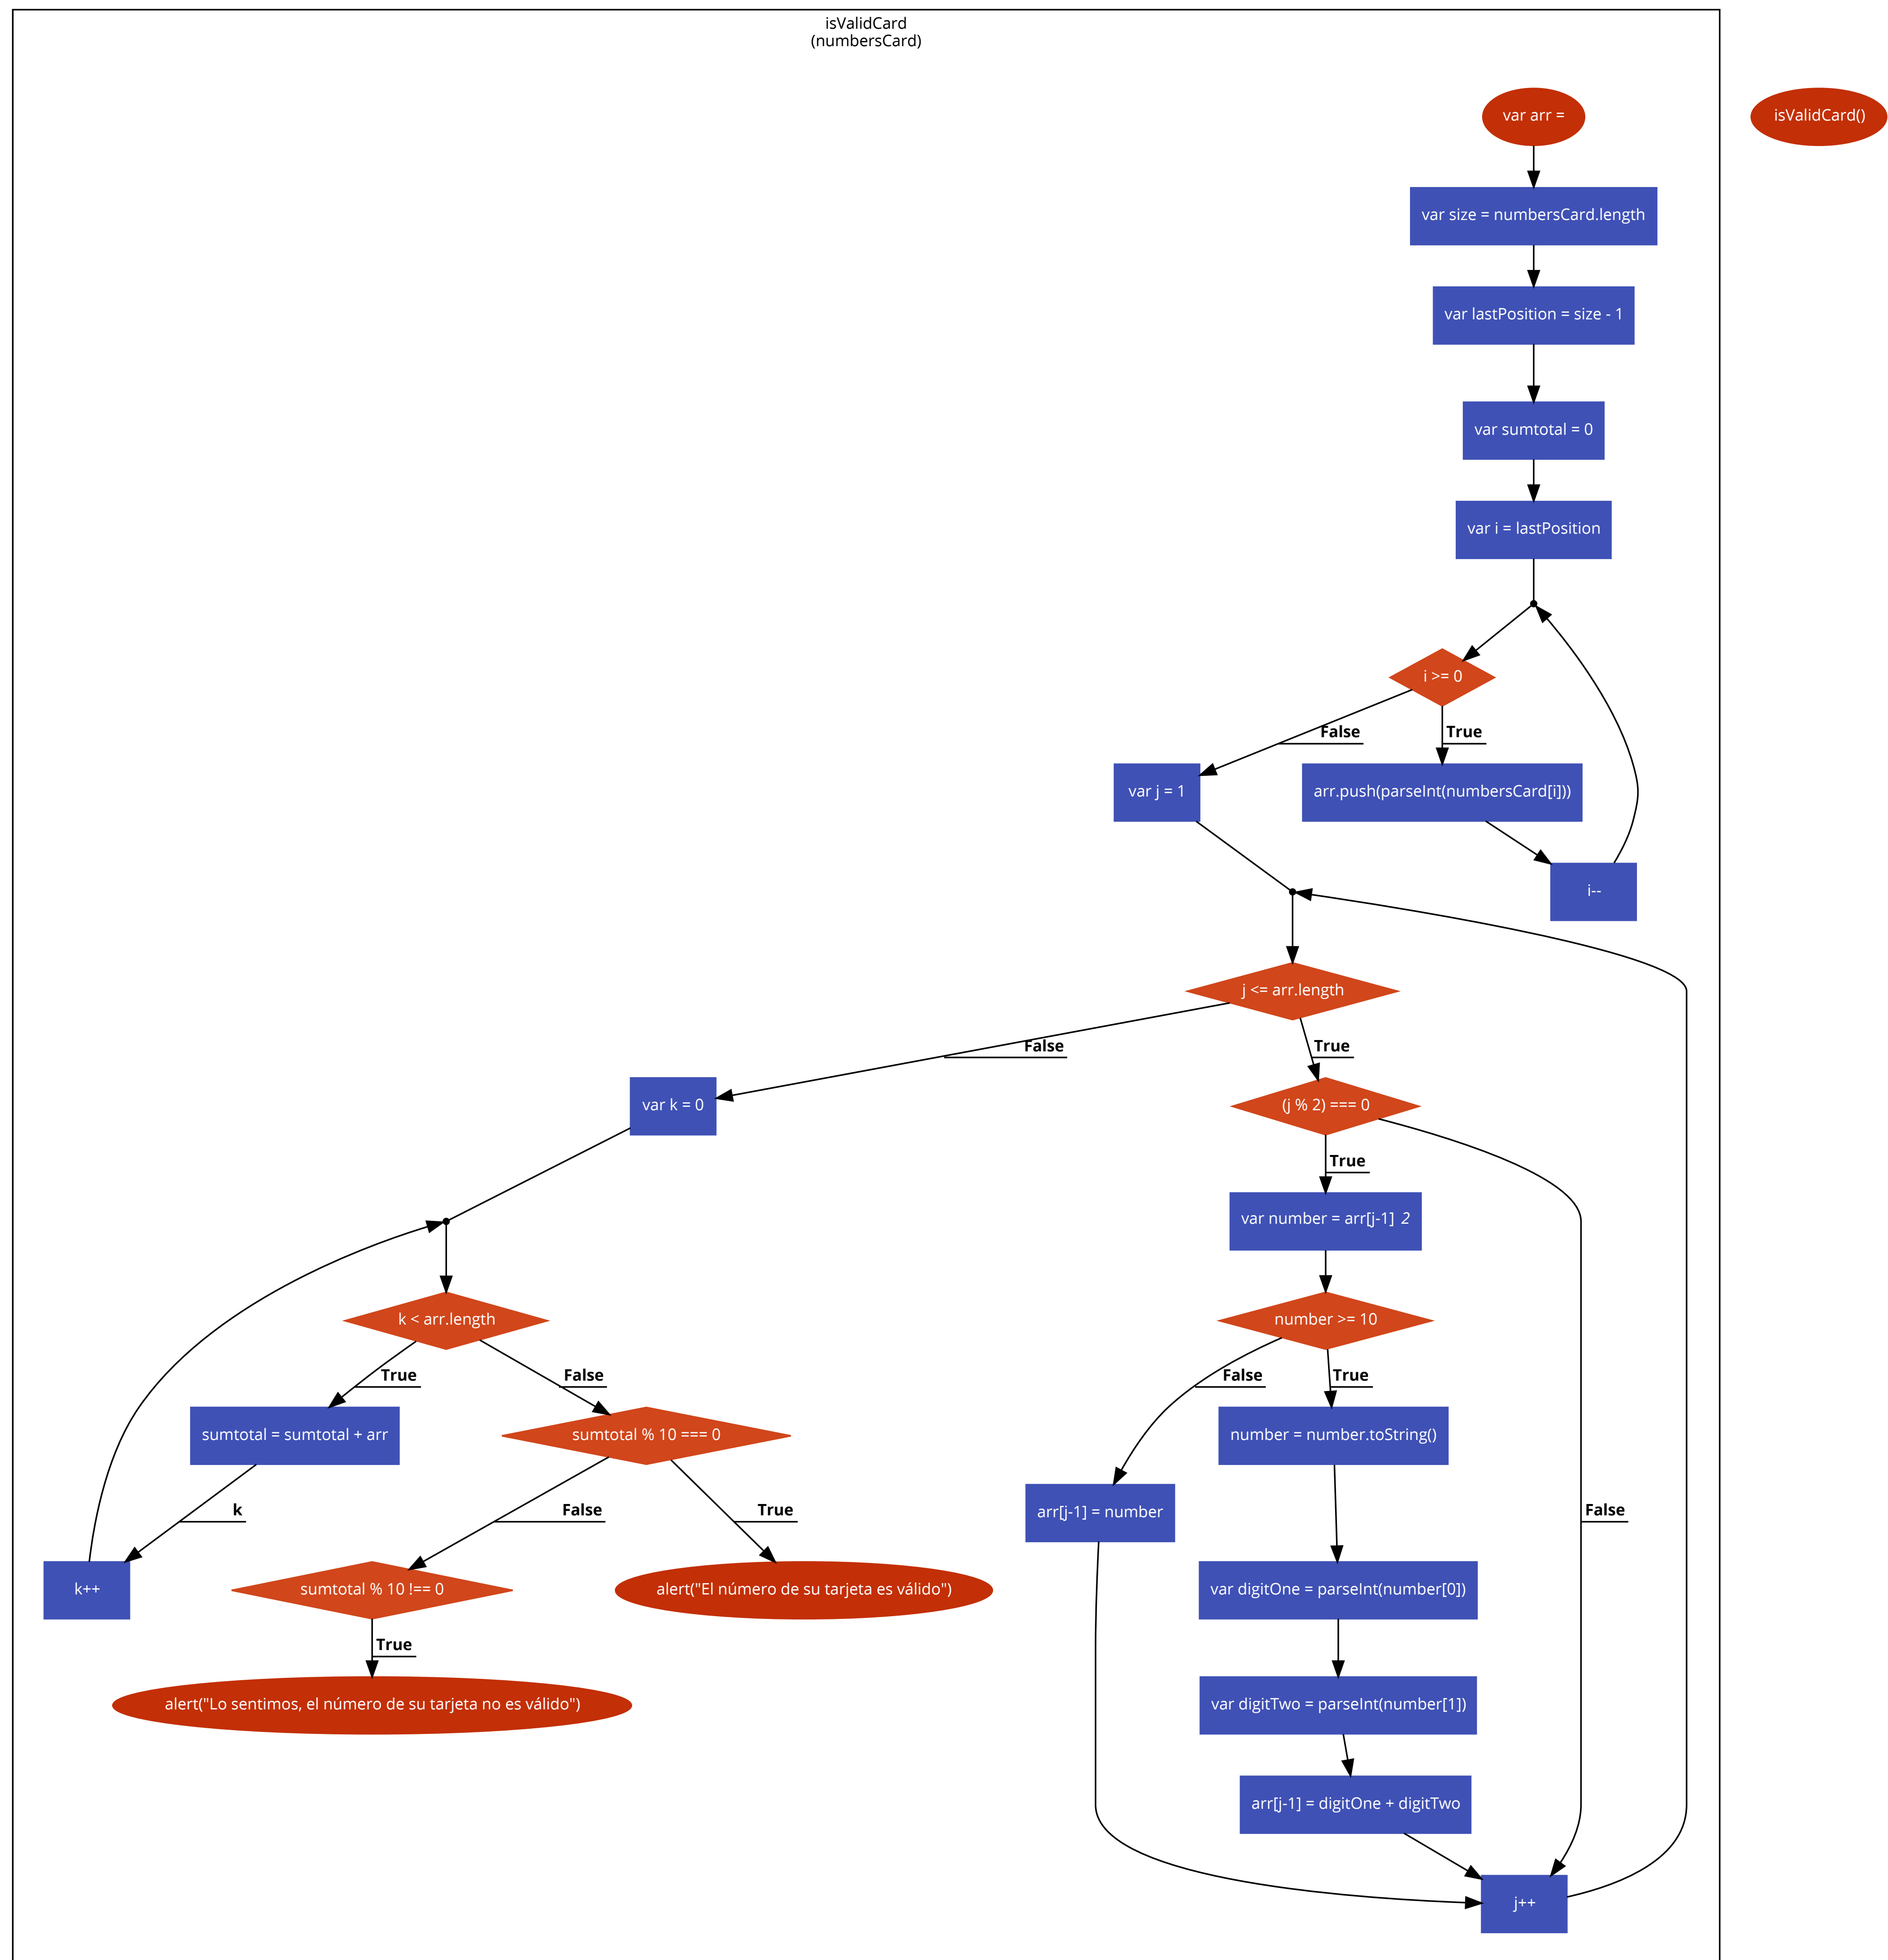 isValidCard
(numbersCard)
var arr =
isValidCard()
var size = numbersCard.length
var lastPosition = size - 1
var sumtotal = 0
var i = lastPosition
i >= 0
False
True
var j = 1
arr.push(parseInt(numbersCard[i]))
i--
j <= arr.length
False
True
var k = 0
(j % 2) === 0
True
var number = arr[j-1] 2
k < arr.length
number >= 10
True
False
False
True
sumtotal = sumtotal + arr
sumtotal % 10 === 0
number = number.toString()
k
False
True
arr[j-1] = number
False
k++
sumtotal % 10 !== 0
alert("El número de su tarjeta es válido")
var digitOne = parseInt(number[0])
True
alert("Lo sentimos, el número de su tarjeta no es válido")
var digitTwo = parseInt(number[1])
arr[j-1] = digitOne + digitTwo
j++